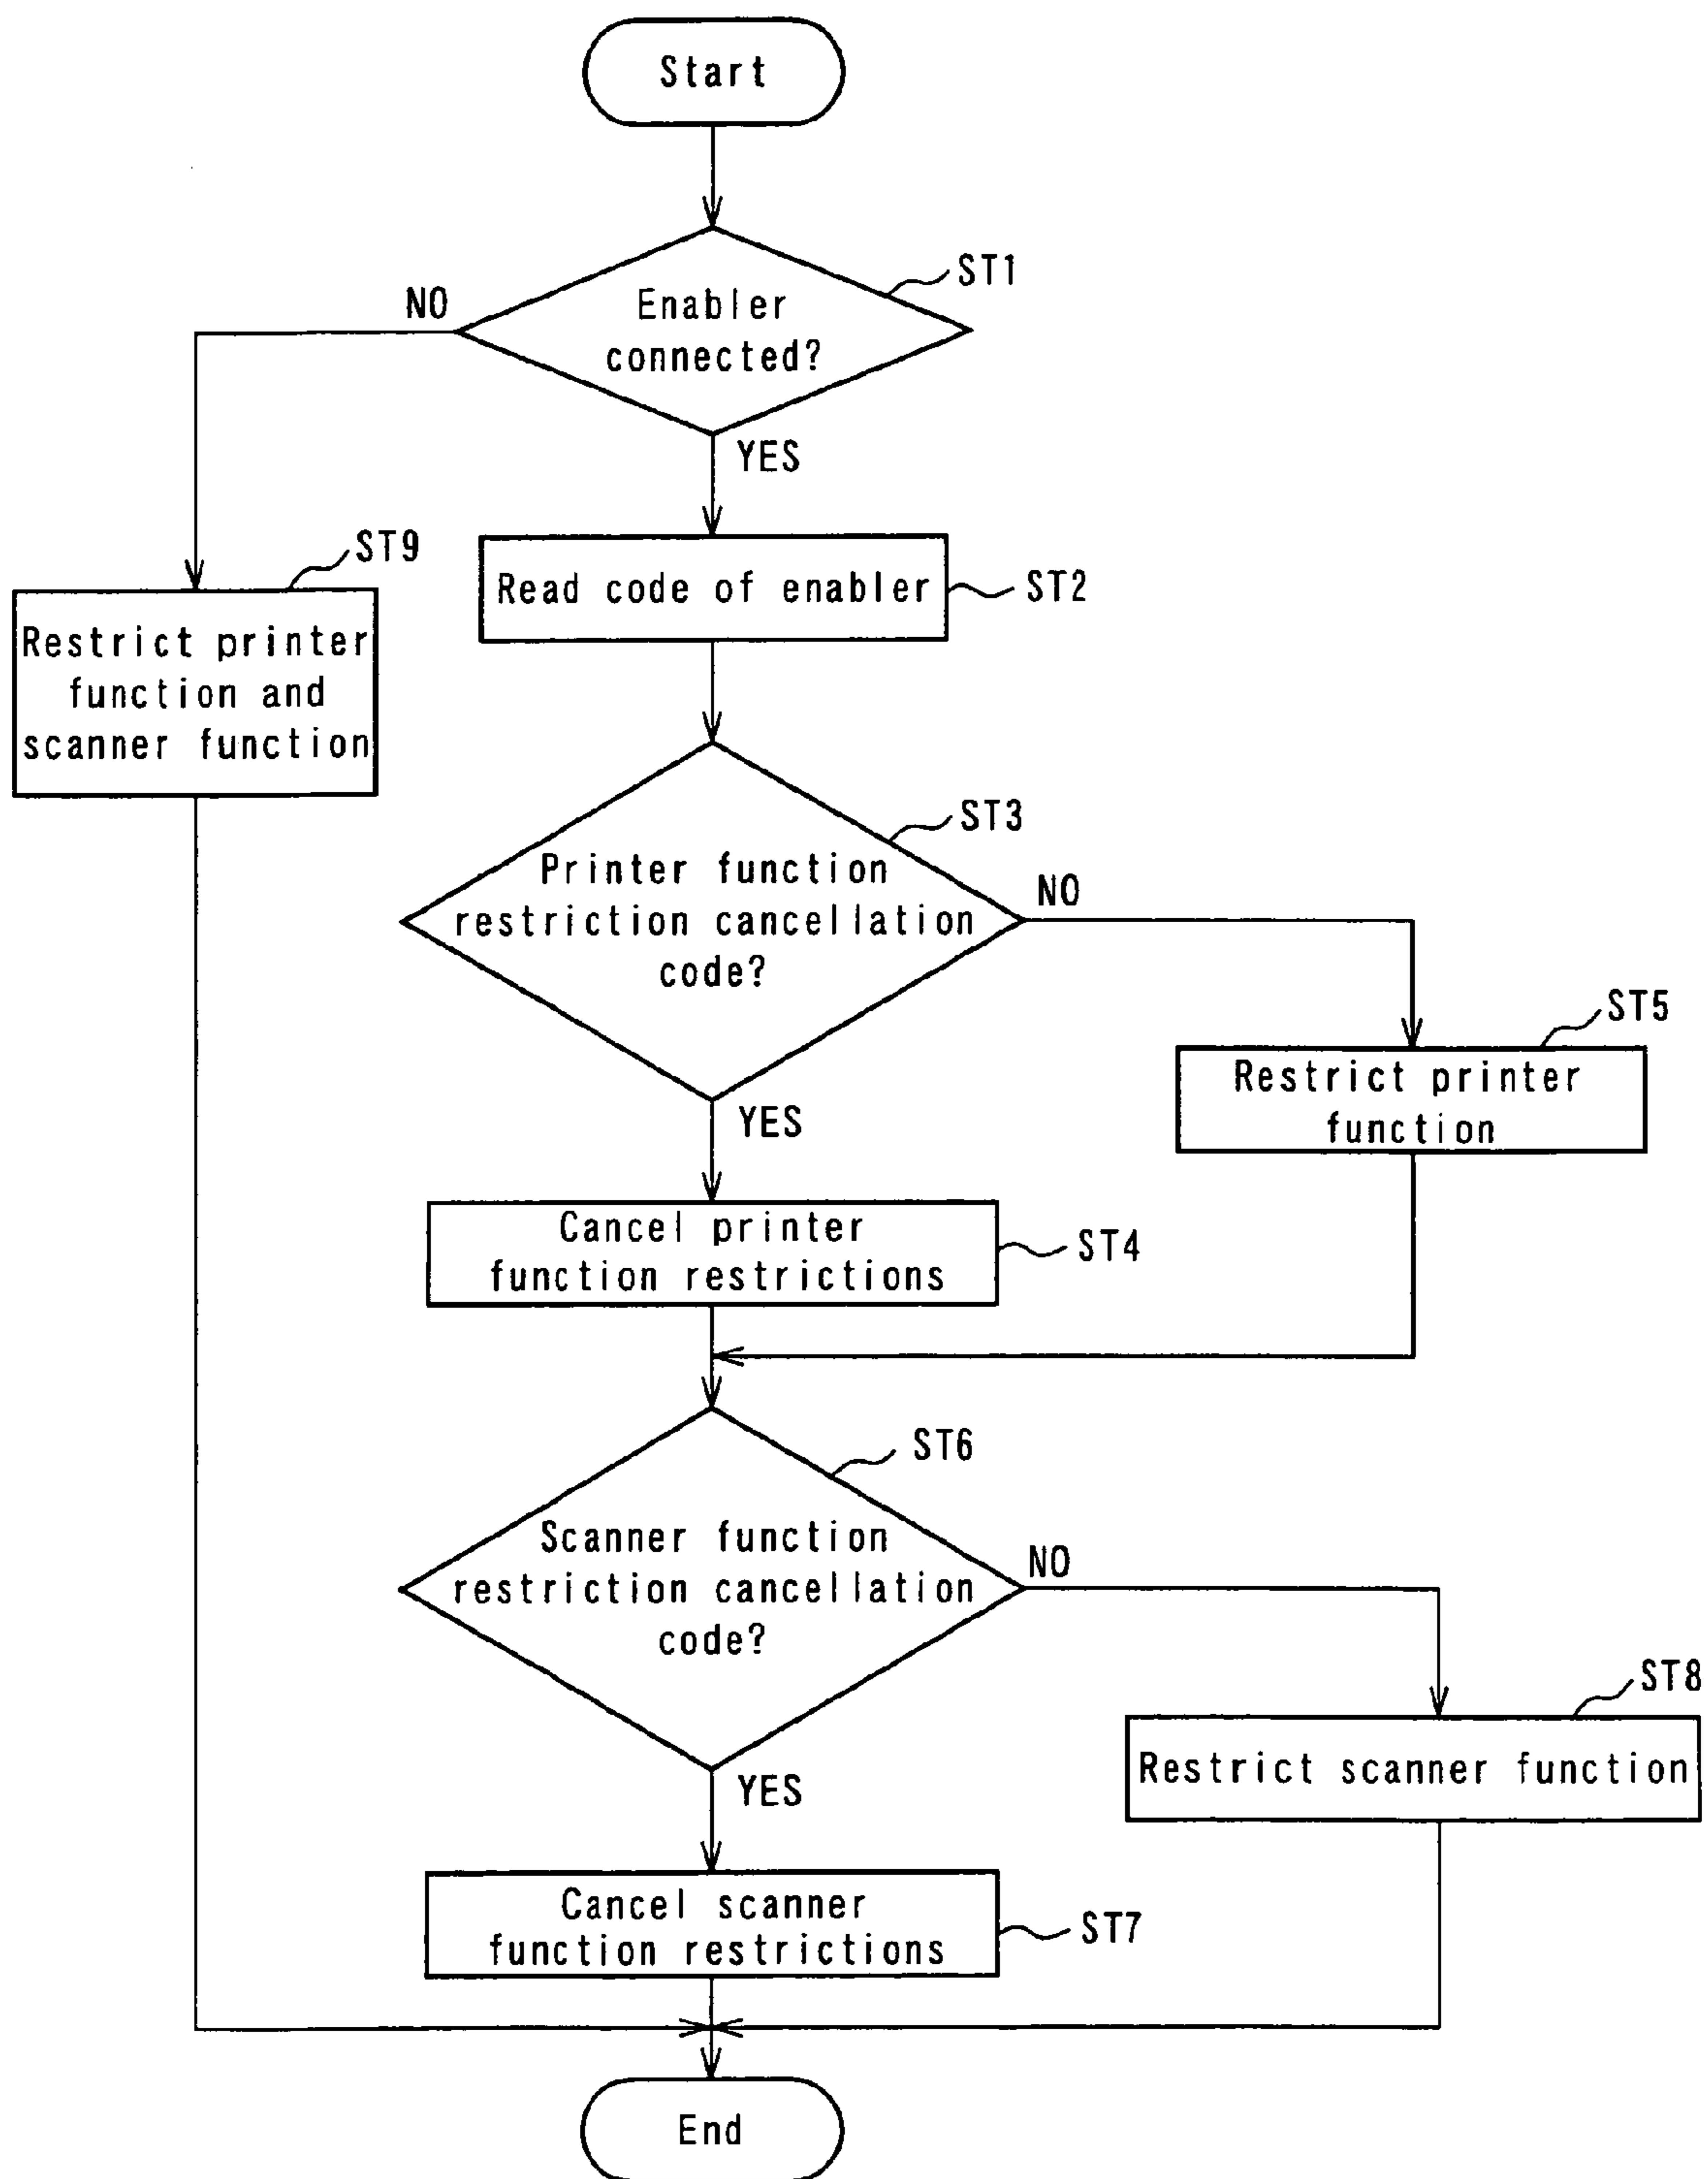 Start
ST1
Enabler
connected?
NO
YES
ST9
Restrict printer
function and
scanner function
Read code of enabler
ST2
ST3
Printer function
restriction cancellation
code?
NO
YES
ST5
Restrict printer
function
Cancel printer
function restrictions
ST4
ST6
Scanner function
restriction cancellation
code?
NO
YES
ST8
Restrict scanner function
Cancel scanner
function restrictions
ST7
End